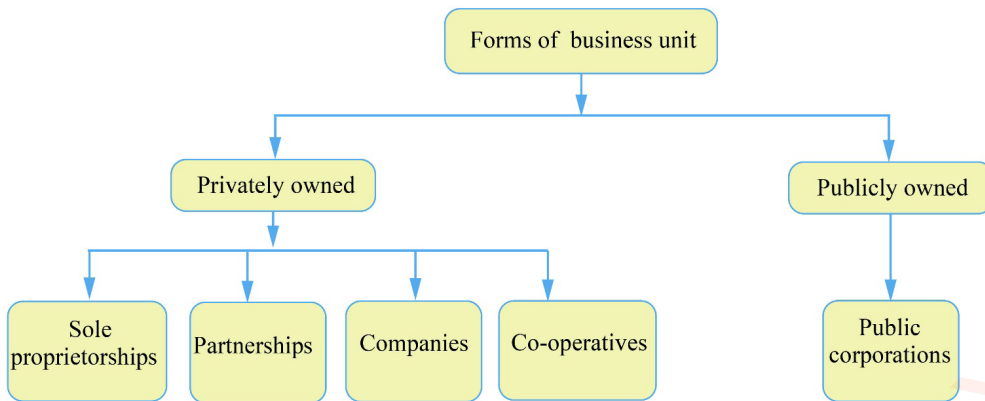 Forms of business unit
Privately owned
Publicly owned
Sole
proprietorships
Partnerships
Companies
Co-operatives
Public
corporations